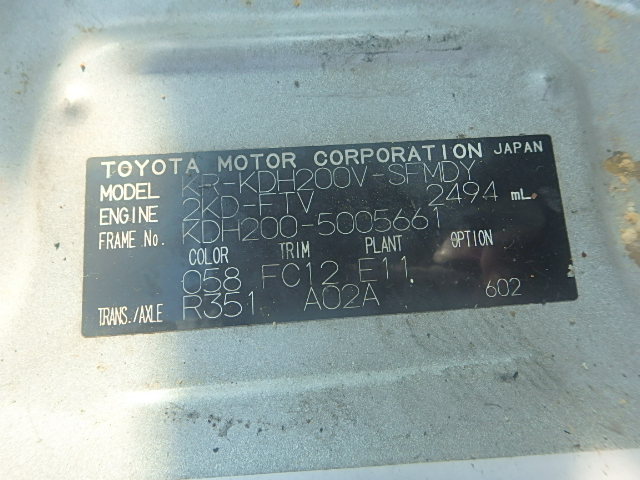 TOYOTA MOTOR CORPORATION JAPAN
MODEL KR-KDH200V-SFMDY
ENGINE 2KD-FTV 2494 mL
FRAME No. KDH200-5005661
COLOR TRIM PLANT OPTION
058 FC12 E11
TRANS./AXLE R351 A02A 602